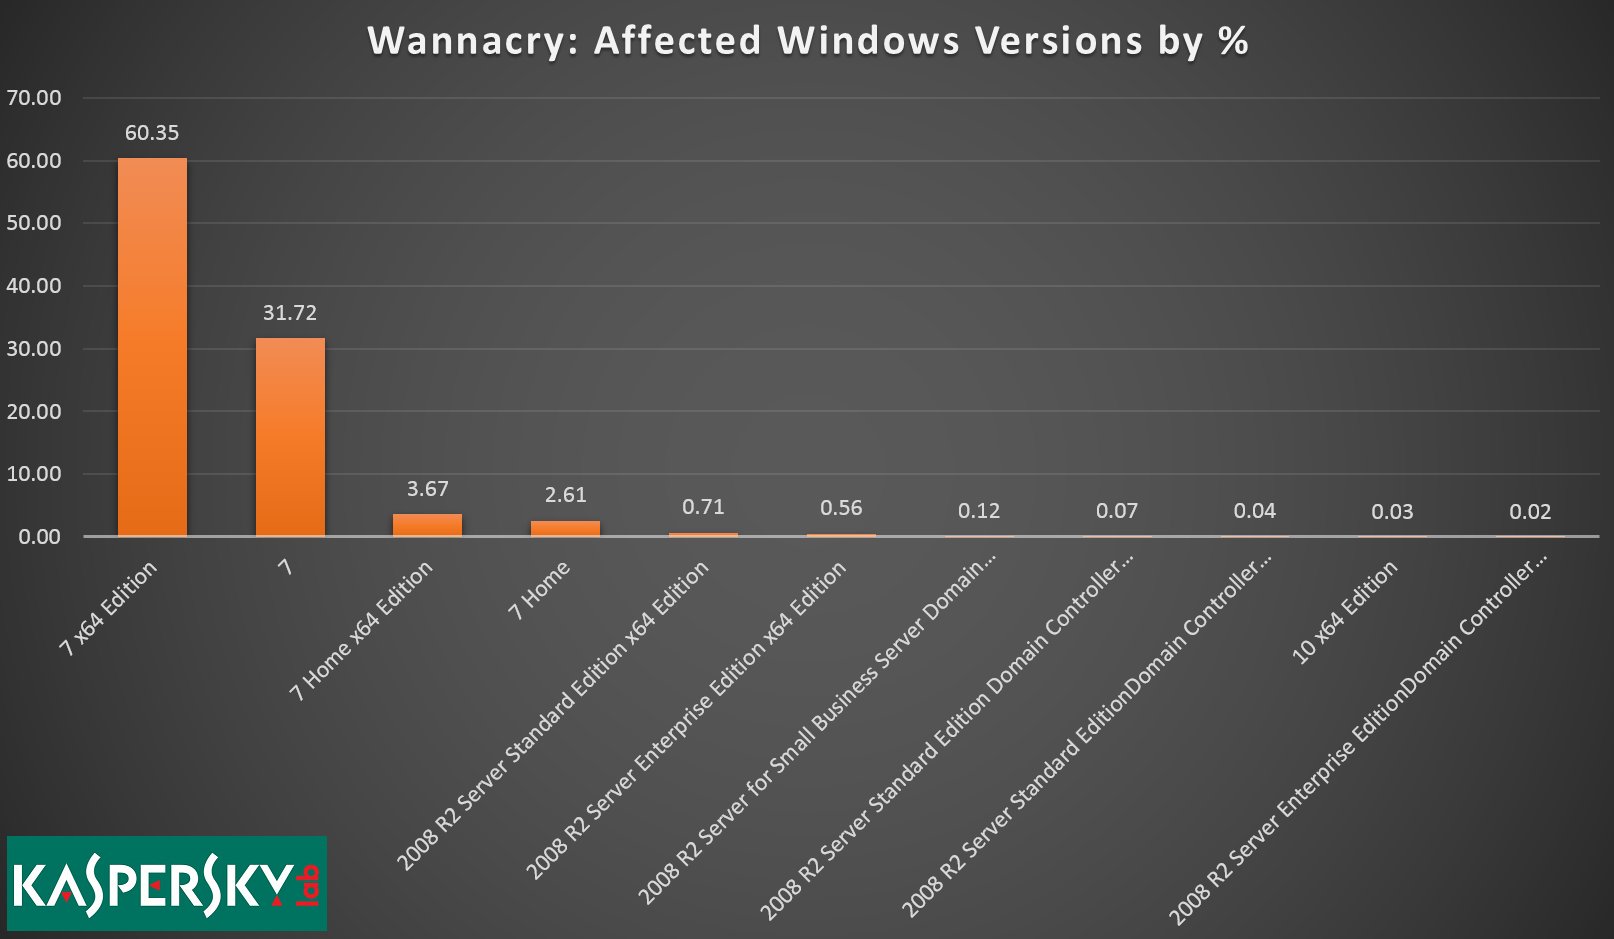 Wannacry: Affected Windows Versions by %
70.00
60.00
50.00
40.00
30.00
20.00
10.00
0.00
60.35
31.72
3.67
2.61
0.71
0.56
0.12
0.07
0.04
0.03
0.02
7 x64 Edition
7
7 Home x64 Edition
7 Home
2008 R2 Server Standard Edition x64 Edition
2008 R2 Server Enterprise Edition x64 Edition
2008 R2 Server for Small Business Server Domain...
2008 R2 Server Standard Edition Domain Controller...
2008 R2 Server Standard EditionDomain Controller...
10 x64 Edition
2008 R2 Server Enterprise EditionDomain Controller...
KASPERSKY lab